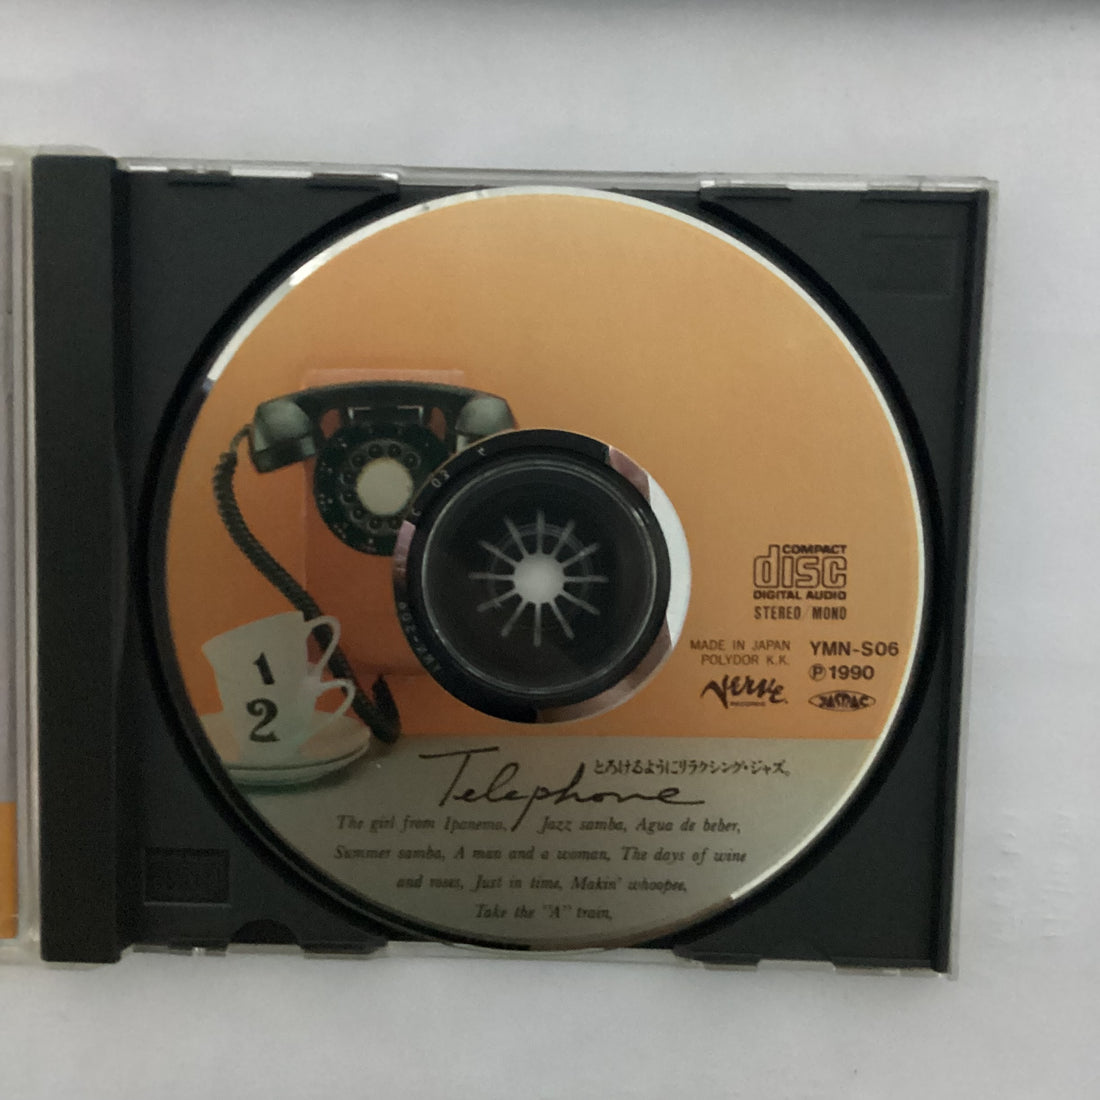 COMPACT
disc
DIGITAL AUDIO
STEREO/MONO
MADE IN JAPAN
POLYDOR K.K.
YMN-S06
Ⓟ1990
VERVE
RECORDS
JASRAC
1
2
Telephone
とろけるようにリラクシング・ジャズ。
The girl from Ipanema, Jazz samba, Agua de beber,
Summer samba, A man and a woman, The days of wine
and roses, Just in time, Makin' whoopee,
Take the "A" train,